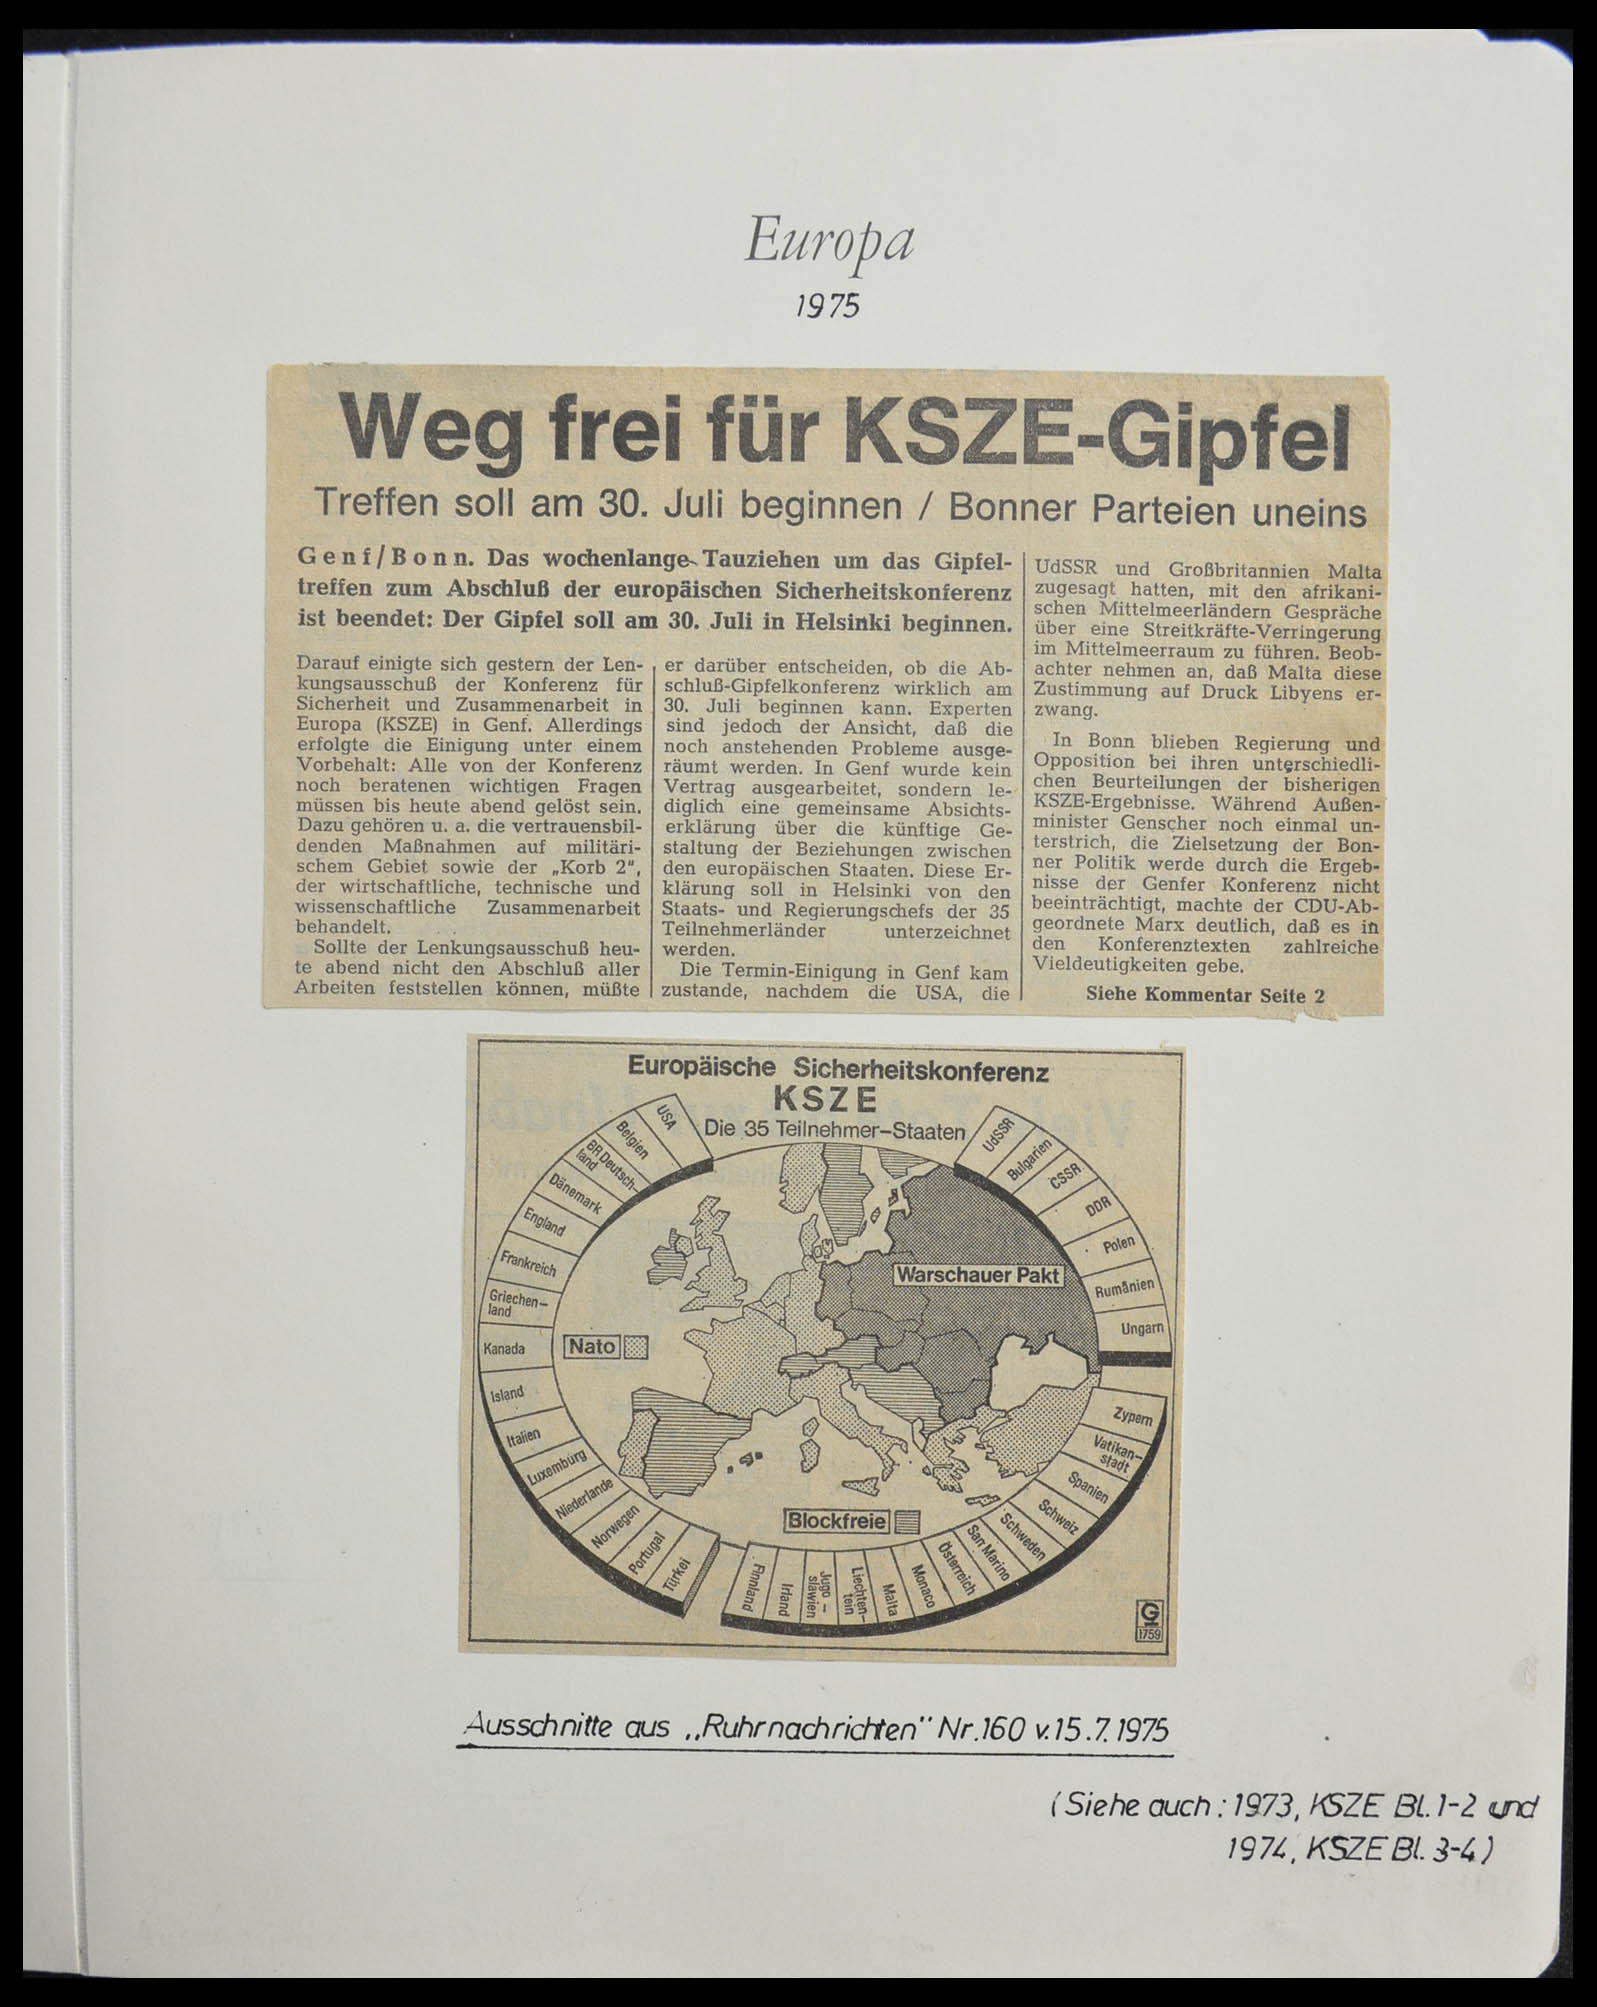 Europa
1975
Weg frei für KSZE-Gipfel
Treffen soll am 30. Juli beginnen / Bonner Parteien uneins
Genf/Bonn. Das wochenlange Tauziehen um das Gipfel-
treffen zum Abschluß der europäischen Sicherheitskonferenz
ist beendet: Der Gipfel soll am 30. Juli in Helsinki beginnen.
Darauf einigte sich gestern der Len-
kungsausschuß der Konferenz für
Sicherheit und Zusammenarbeit in
Europa (KSZE) in Genf. Allerdings
erfolgte die Einigung unter einem
Vorbehalt: Alle von der Konferenz
noch beratenen wichtigen Fragen
müssen bis heute abend gelöst sein.
Dazu gehören u. a. die vertrauensbil-
denden Maßnahmen auf militäri-
schem Gebiet sowie der „Korb 2“,
der wirtschaftliche, technische und
wissenschaftliche Zusammenarbeit
behandelt.
Sollte der Lenkungsausschuß heu-
te abend nicht den Abschluß aller
Arbeiten feststellen können, müßte
er darüber entscheiden, ob die Ab-
schluß-Gipfelkonferenz wirklich am
30. Juli beginnen kann. Experten
sind jedoch der Ansicht, daß die
noch anstehenden Probleme ausge-
räumt werden. In Genf wurde kein
Vertrag ausgearbeitet, sondern le-
diglich eine gemeinsame Absichts-
erklärung über die künftige Ge-
staltung der Beziehungen zwischen
den europäischen Staaten. Diese Er-
klärung soll in Helsinki von den
Staats- und Regierungschefs der 35
Teilnehmerländer unterzeichnet
werden.
Die Termin-Einigung in Genf kam
zustande, nachdem die USA, die
UdSSR und Großbritannien Malta
zugesagt hatten, mit den afrikani-
schen Mittelmeerländern Gespräche
über eine Streitkräfte-Verringerung
im Mittelmeerraum zu führen. Beob-
achter nehmen an, daß Malta diese
Zustimmung auf Druck Libyens er-
zwang.
In Bonn blieben Regierung und
Opposition bei ihren unterschiedli-
chen Beurteilungen der bisherigen
KSZE-Ergebnisse. Während Außen-
minister Genscher noch einmal un-
terstrich, die Zielsetzung der Bon-
ner Politik werde durch die Ergeb-
nisse der Genfer Konferenz nicht
beeinträchtigt, machte der CDU-Ab-
geordnete Marx deutlich, daß es in
den Konferenztexten zahlreiche
Vieldeutigkeiten gebe.
Siehe Kommentar Seite 2
Europäische Sicherheitskonferenz
KSZE
Die 35 Teilnehmer-Staaten
USA
Belgien
BR Deutsch-
land
Dänemark
England
Frankreich
Griechen-
land
Kanada
Island
Italien
Luxemburg
Niederlande
Norwegen
Portugal
Türkei
UdSSR
Bulgarien
CSSR
DDR
Polen
Rumänien
Ungarn
Zypern
Vatikan-
stadt
Spanien
Schweiz
Schweden
San Marino
Österreich
Monaco
Malta
Liechten-
tein
Jugo-
slawien
Irland
Finnland
Warschauer Pakt
Nato
Blockfreie
G
1759
Ausschnitte aus „Ruhrnachrichten" Nr.160 v.15.7.1975
(Siehe auch: 1973, KSZE Bl.1-2 und
1974, KSZE Bl. 3-4)